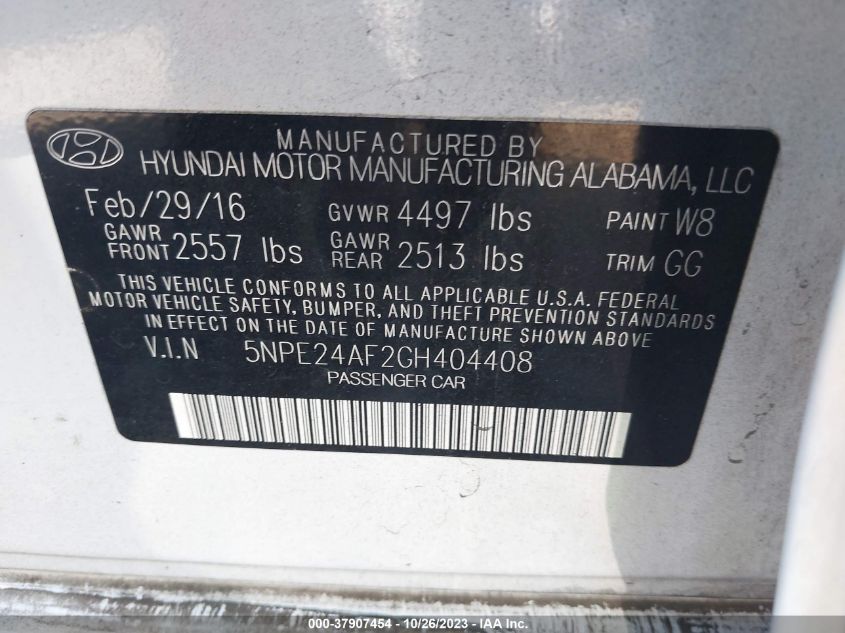 MANUFACTURED BY
HYUNDAI MOTOR MANUFACTURING ALABAMA, LLC
Feb/29/16 GVWR 4497 lbs PAINT W8
GAWR FRONT 2557 lbs GAWR REAR 2513 lbs TRIM GG
THIS VEHICLE CONFORMS TO ALL APPLICABLE U.S.A. FEDERAL
MOTOR VEHICLE SAFETY, BUMPER, AND THEFT PREVENTION STANDARDS
IN EFFECT ON THE DATE OF MANUFACTURE SHOWN ABOVE
V.I.N 5NPE24AF2GH404408
PASSENGER CAR
000-37907454 - 10/26/2023 - IAA Inc.